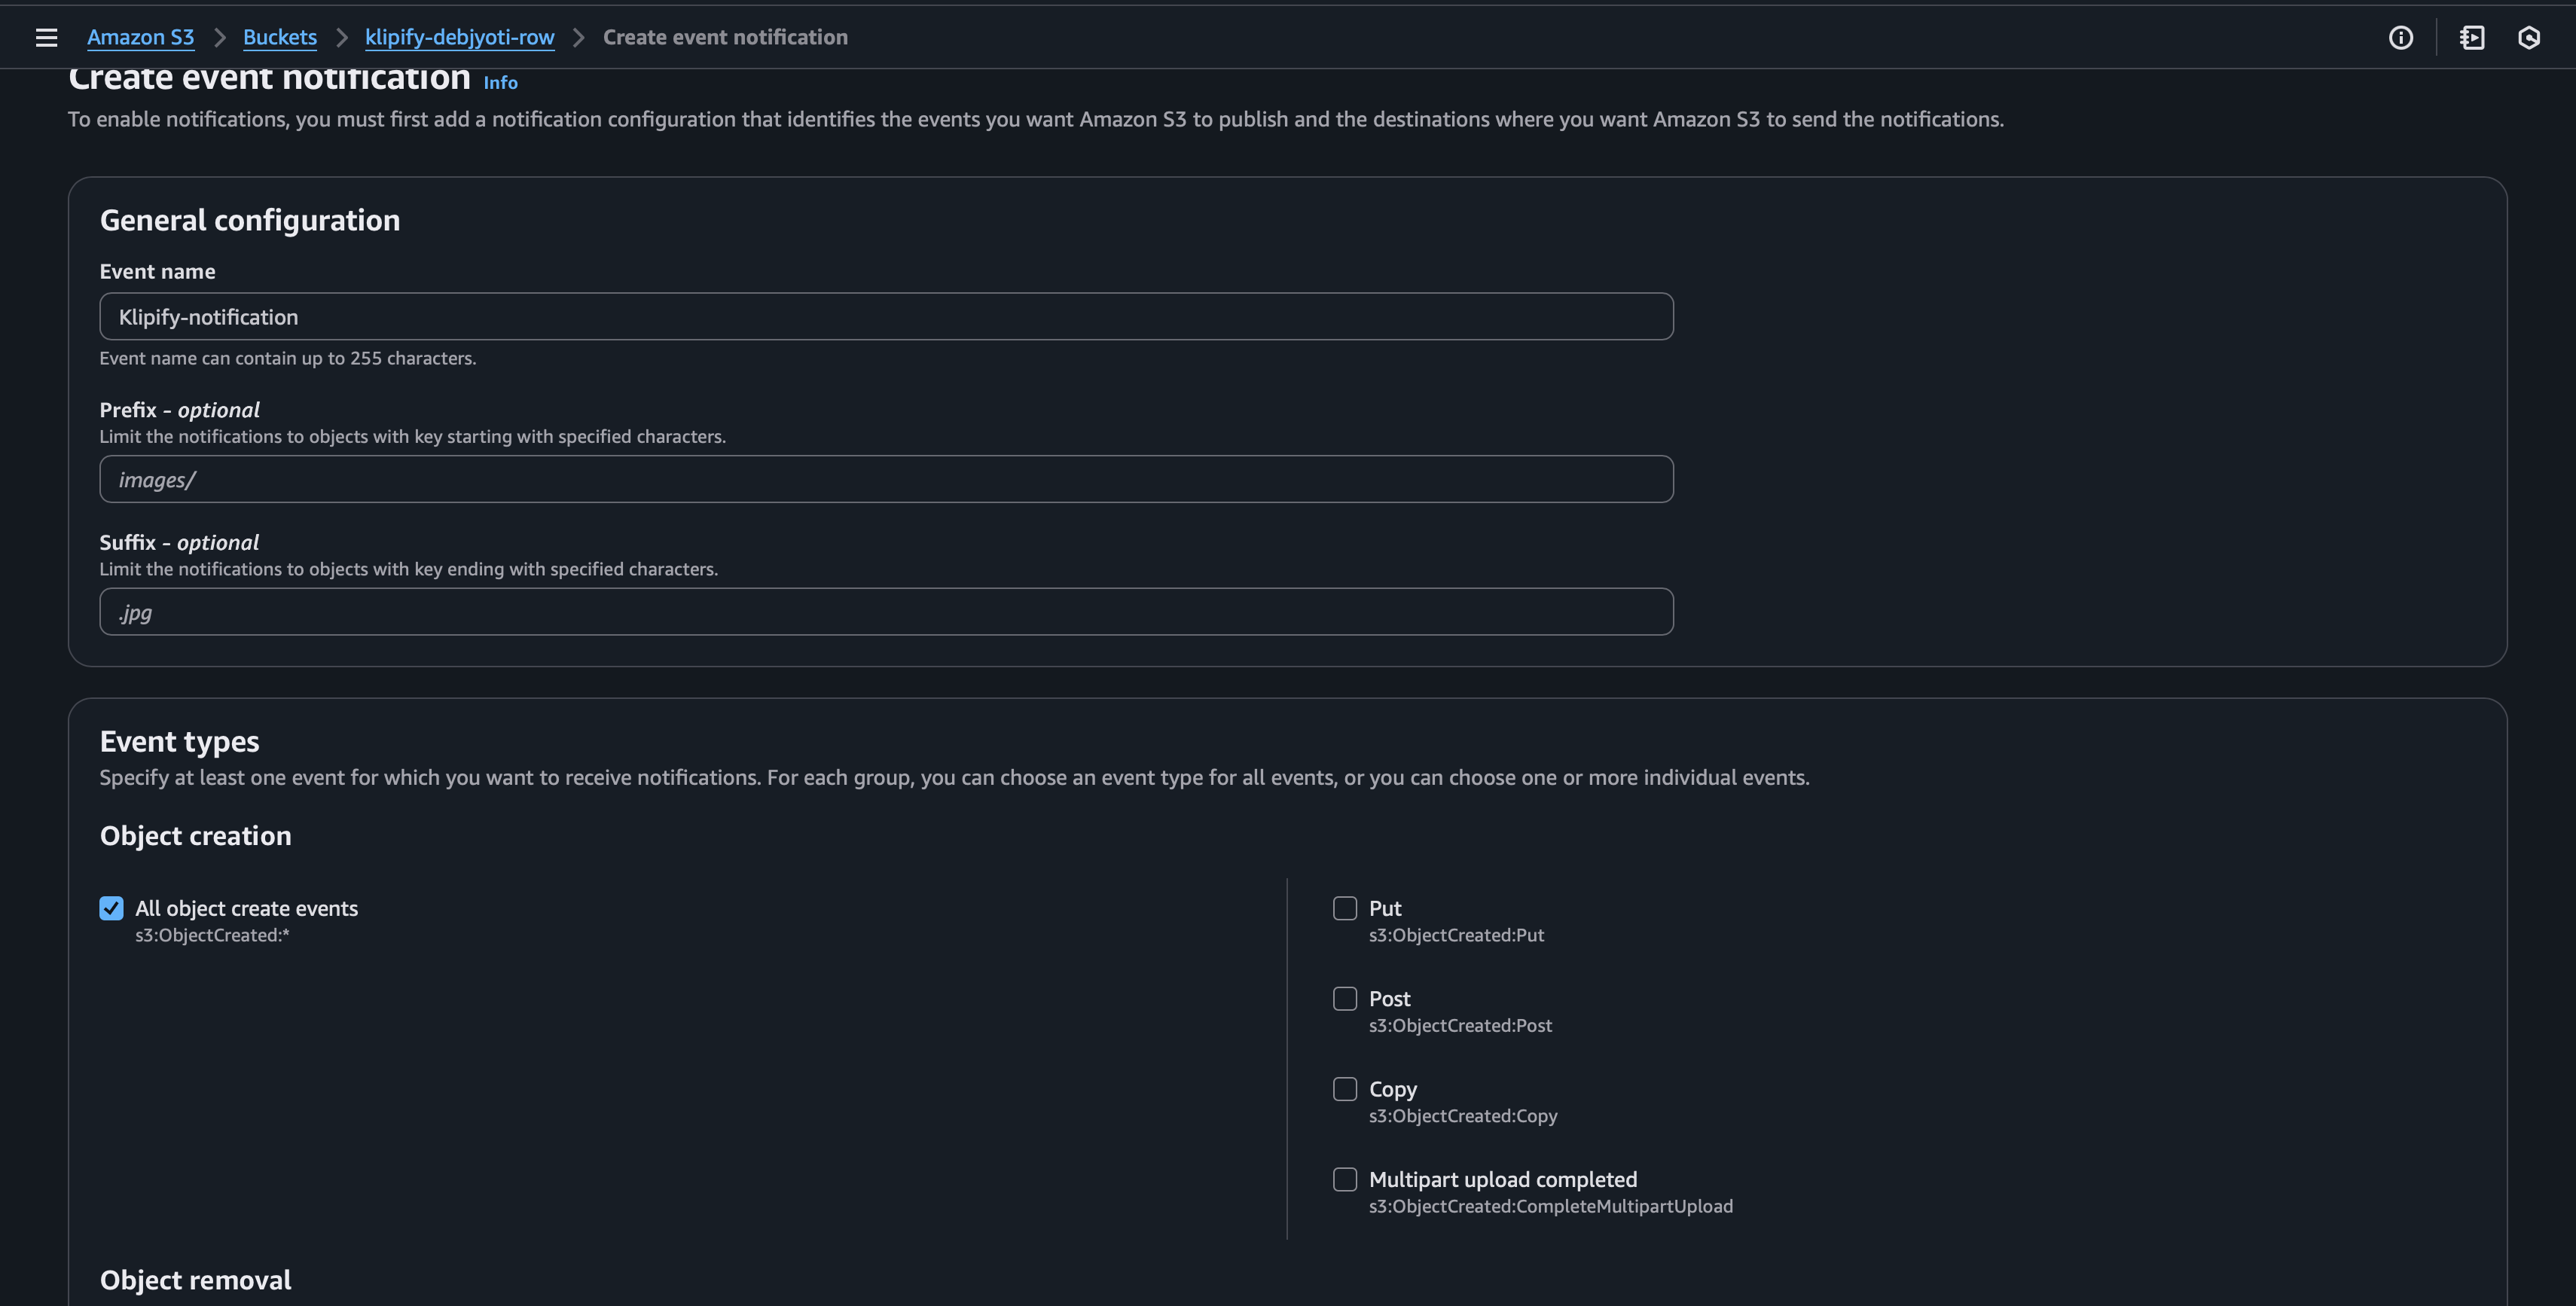 Amazon S3 > Buckets > klipify-debjyoti-row > Create event notification
Create event notification Info
To enable notifications, you must first add a notification configuration that identifies the events you want Amazon S3 to publish and the destinations where you want Amazon S3 to send the notifications.
General configuration
Event name
Klipify-notification
Event name can contain up to 255 characters.
Prefix - optional
Limit the notifications to objects with key starting with specified characters.
images/
Suffix - optional
Limit the notifications to objects with key ending with specified characters.
.jpg
Event types
Specify at least one event for which you want to receive notifications. For each group, you can choose an event type for all events, or you can choose one or more individual events.
Object creation
All object create events
s3:ObjectCreated:*
Put
s3:ObjectCreated:Put
Post
s3:ObjectCreated:Post
Copy
s3:ObjectCreated:Copy
Multipart upload completed
s3:ObjectCreated:CompleteMultipartUpload
Object removal